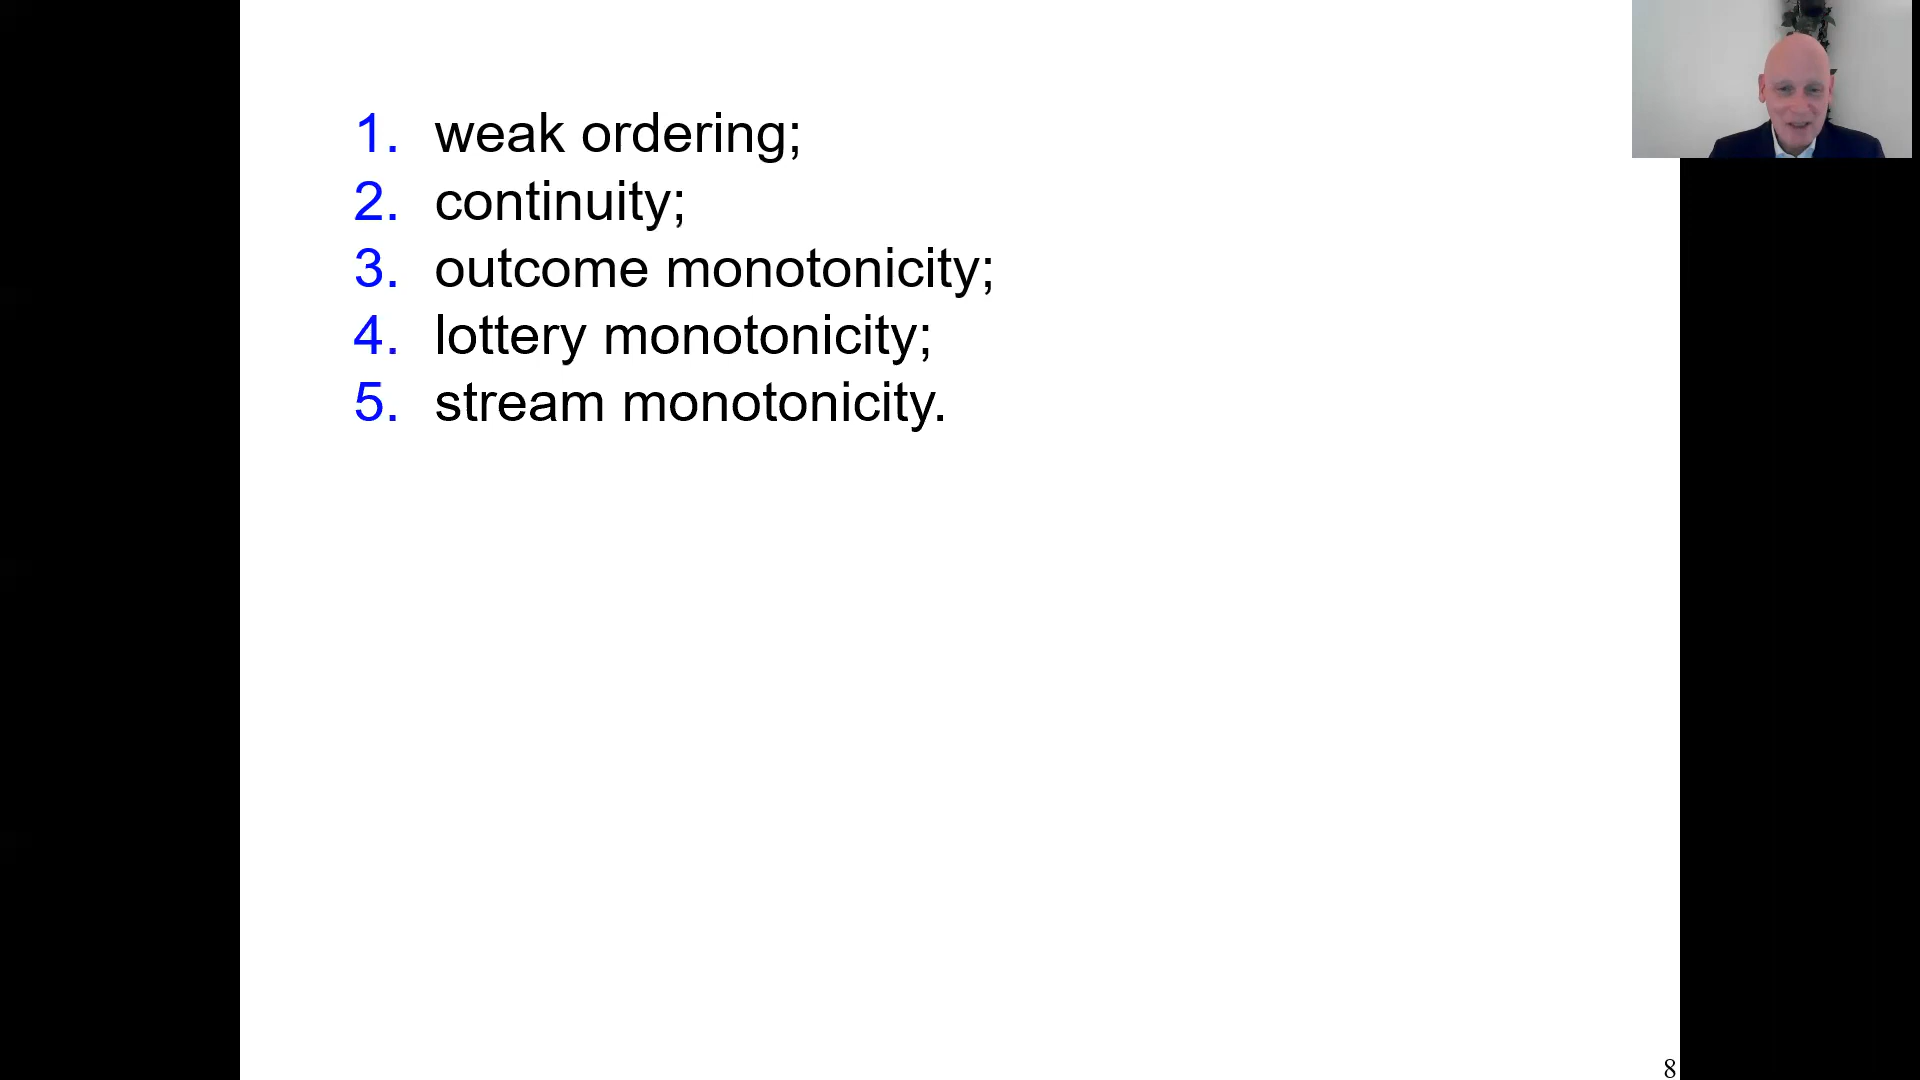 1. weak ordering;
2. continuity;
3. outcome monotonicity;
4. lottery monotonicity;
5. stream monotonicity.
8